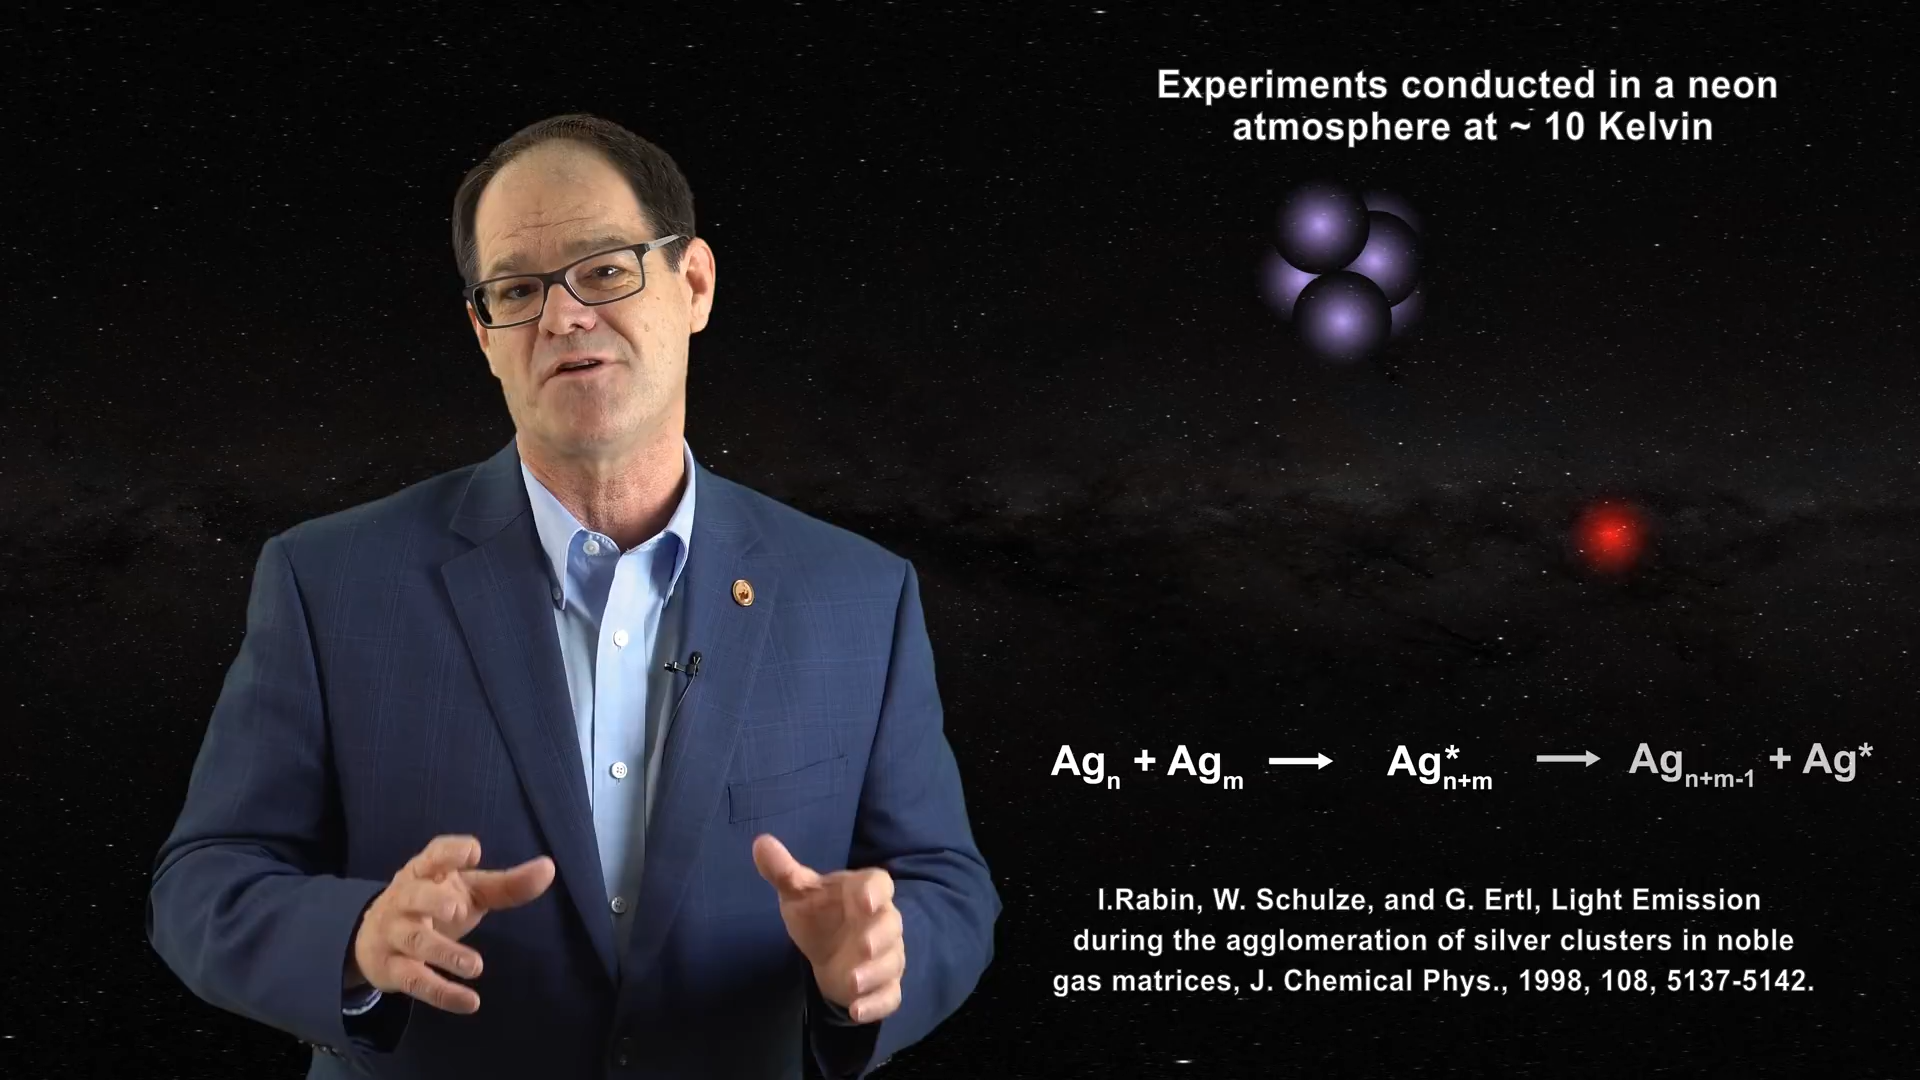 Experiments conducted in a neon
atmosphere at ~ 10 Kelvin
Agn + Agm ⟶ Ag*n+m ⟶ Agn+m-1 + Ag*
I.Rabin, W. Schulze, and G. Ertl, Light Emission
during the agglomeration of silver clusters in noble
gas matrices, J. Chemical Phys., 1998, 108, 5137-5142.